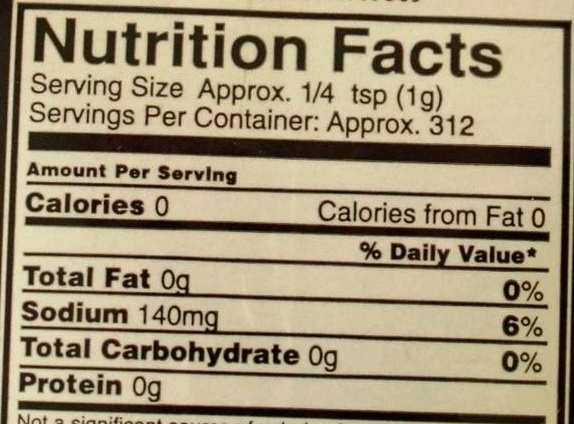 Nutrition Facts
Serving Size Approx. 1/4 tsp (1g)
Servings Per Container: Approx. 312
Amount Per Serving
Calories 0 Calories from Fat 0
% Daily Value*
Total Fat 0g 0%
Sodium 140mg 6%
Total Carbohydrate 0g 0%
Protein 0g
Not a significant source of